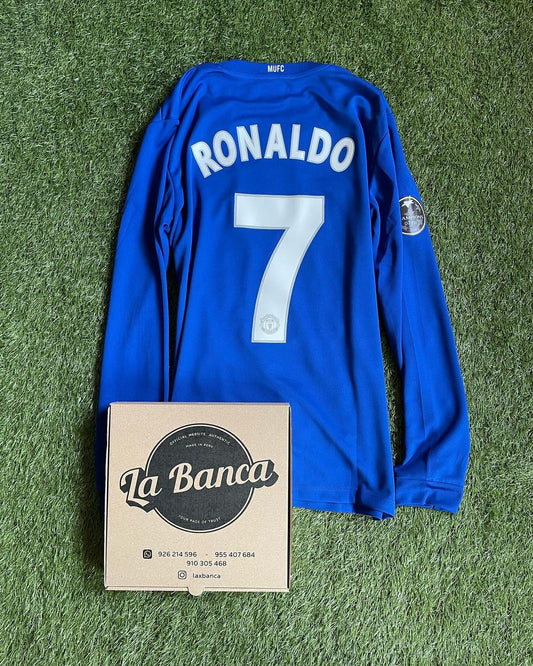 MUFC
RONALDO
7
OFFICIAL WEBSITE AUTHENTIC
MADE IN PERU
La Banca
YOUR PAGE OF TRUST
926 214 596 - 955 407 684
910 305 468
laxbanca